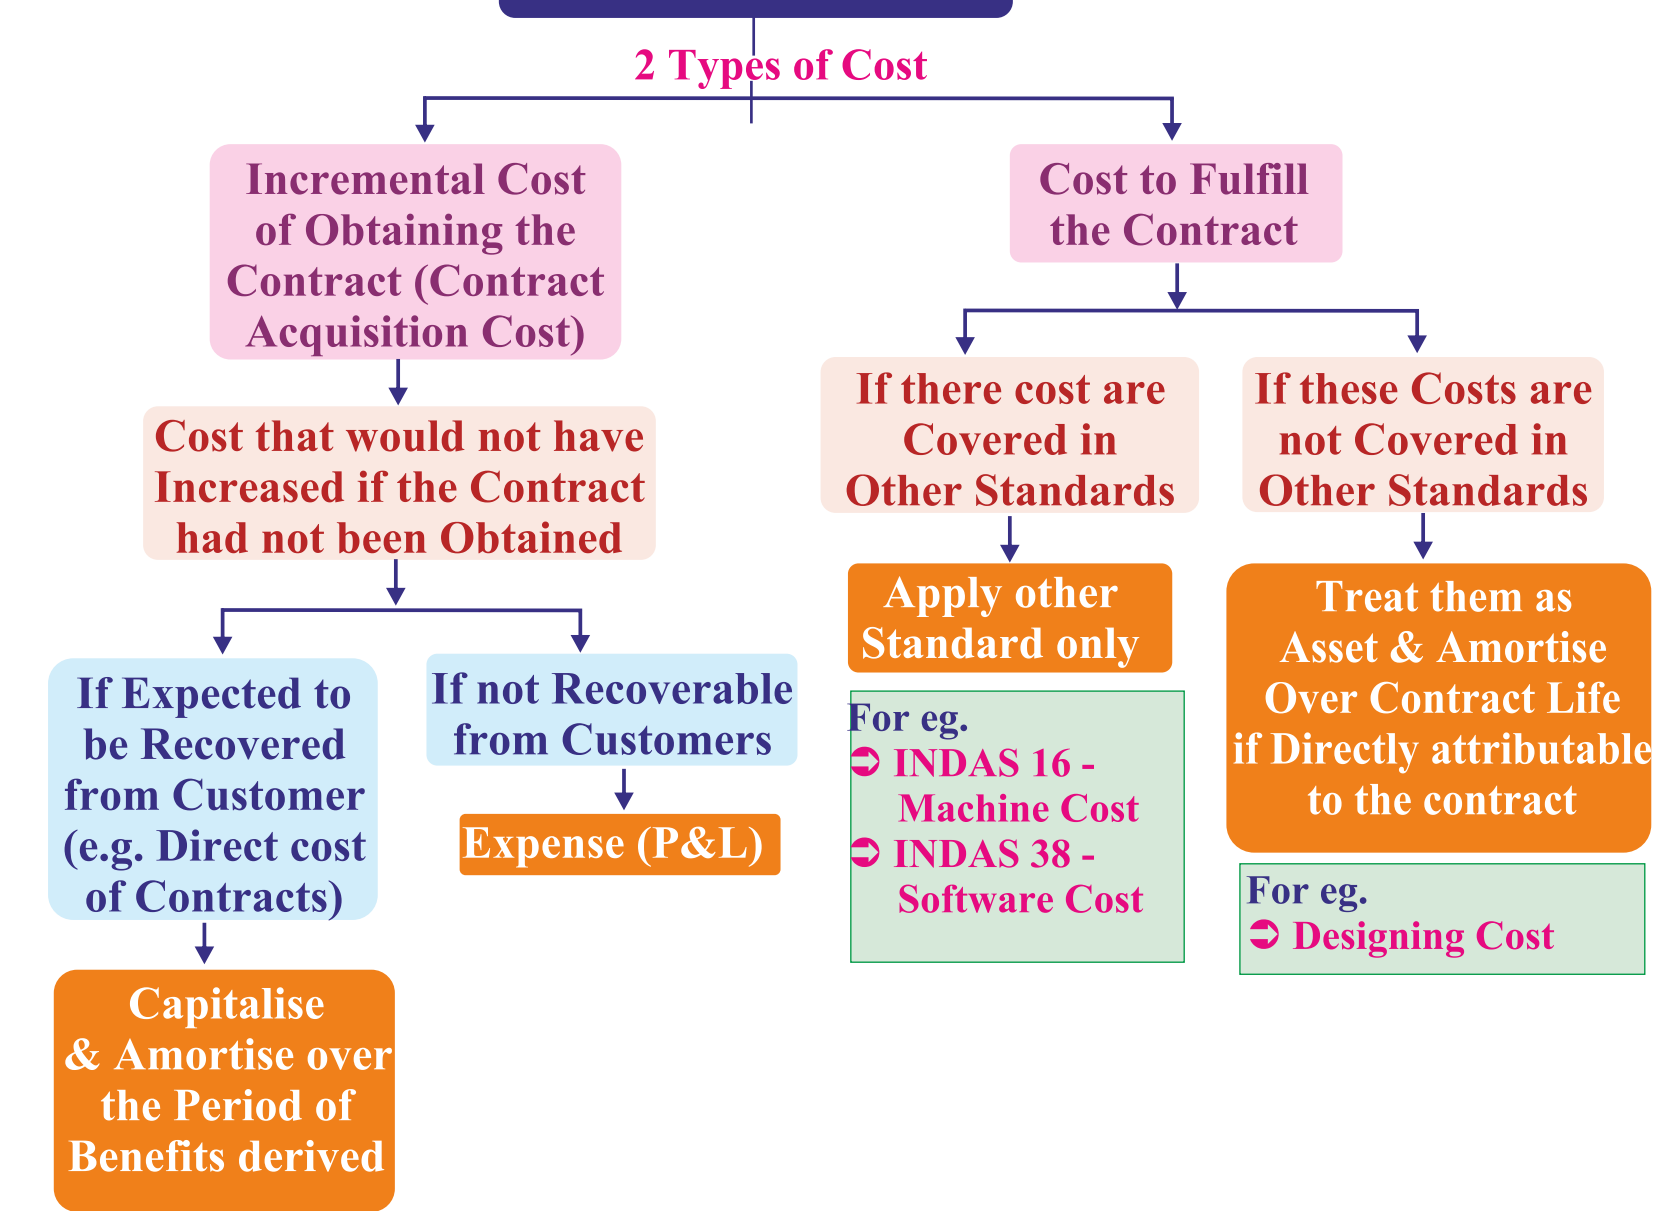 2 Types of Cost
Incremental Cost
of Obtaining the
Contract (Contract
Acquisition Cost)
Cost that would not have
Increased if the Contract
had not been Obtained
If Expected to
be Recovered
from Customer
(e.g. Direct cost
of Contracts)
Capitalise
& Amortise over
the Period of
Benefits derived
If not Recoverable
from Customers
Expense (P&L)
Cost to Fulfill
the Contract
If there cost are
Covered in
Other Standards
Apply other
Standard only
For eg.
➲ INDAS 16 -
Machine Cost
➲ INDAS 38 -
Software Cost
If these Costs are
not Covered in
Other Standards
Treat them as
Asset & Amortise
Over Contract Life
if Directly attributable
to the contract
For eg.
➲ Designing Cost